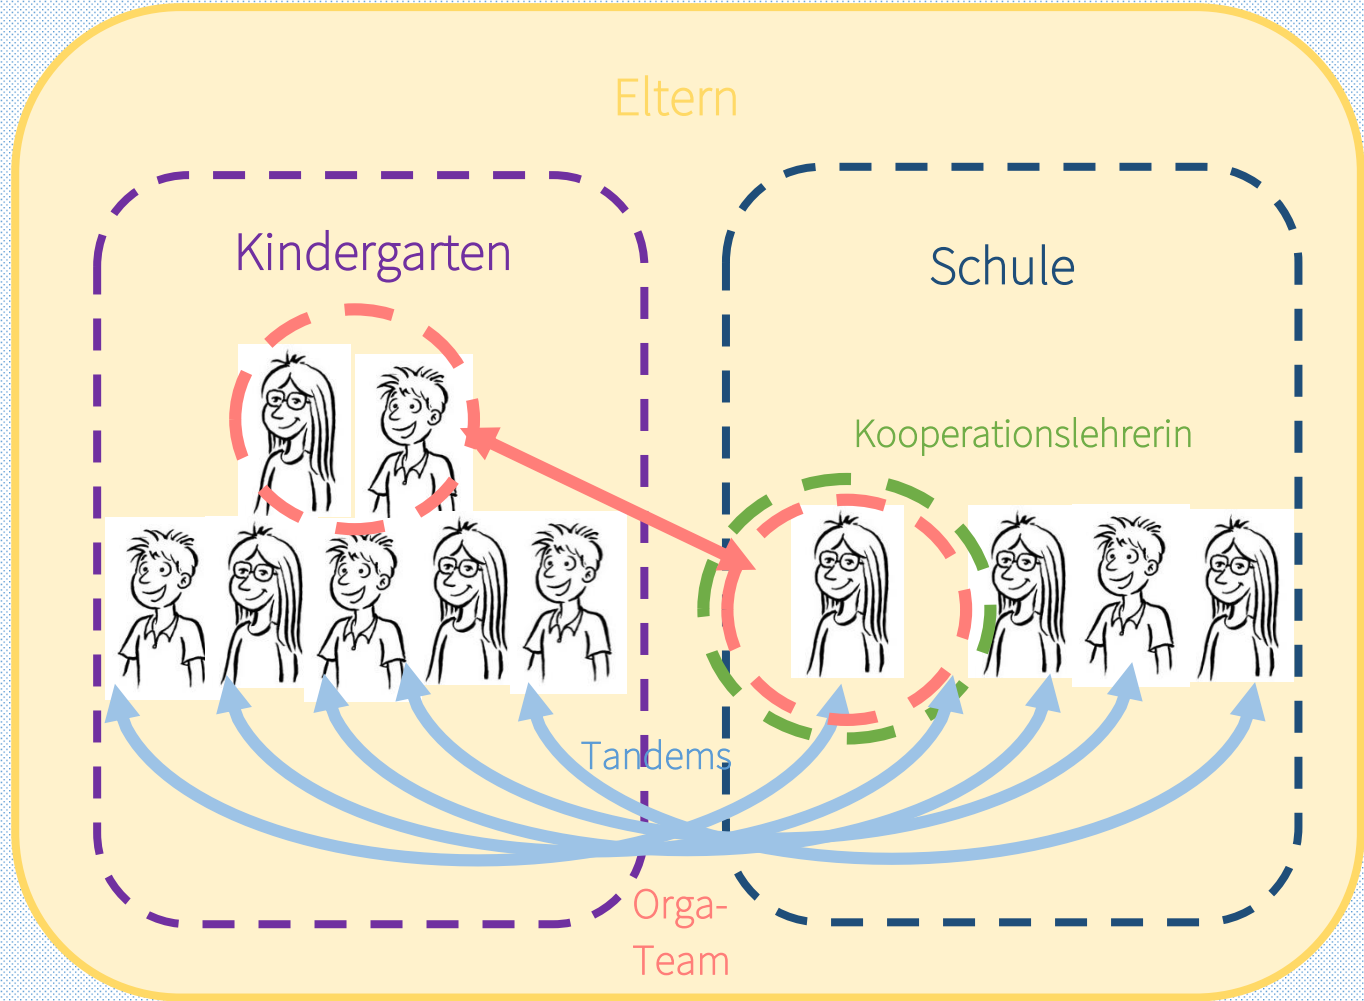 Eltern
Kindergarten
Schule
Kooperationslehrerin
Tandems
Orga-
Team